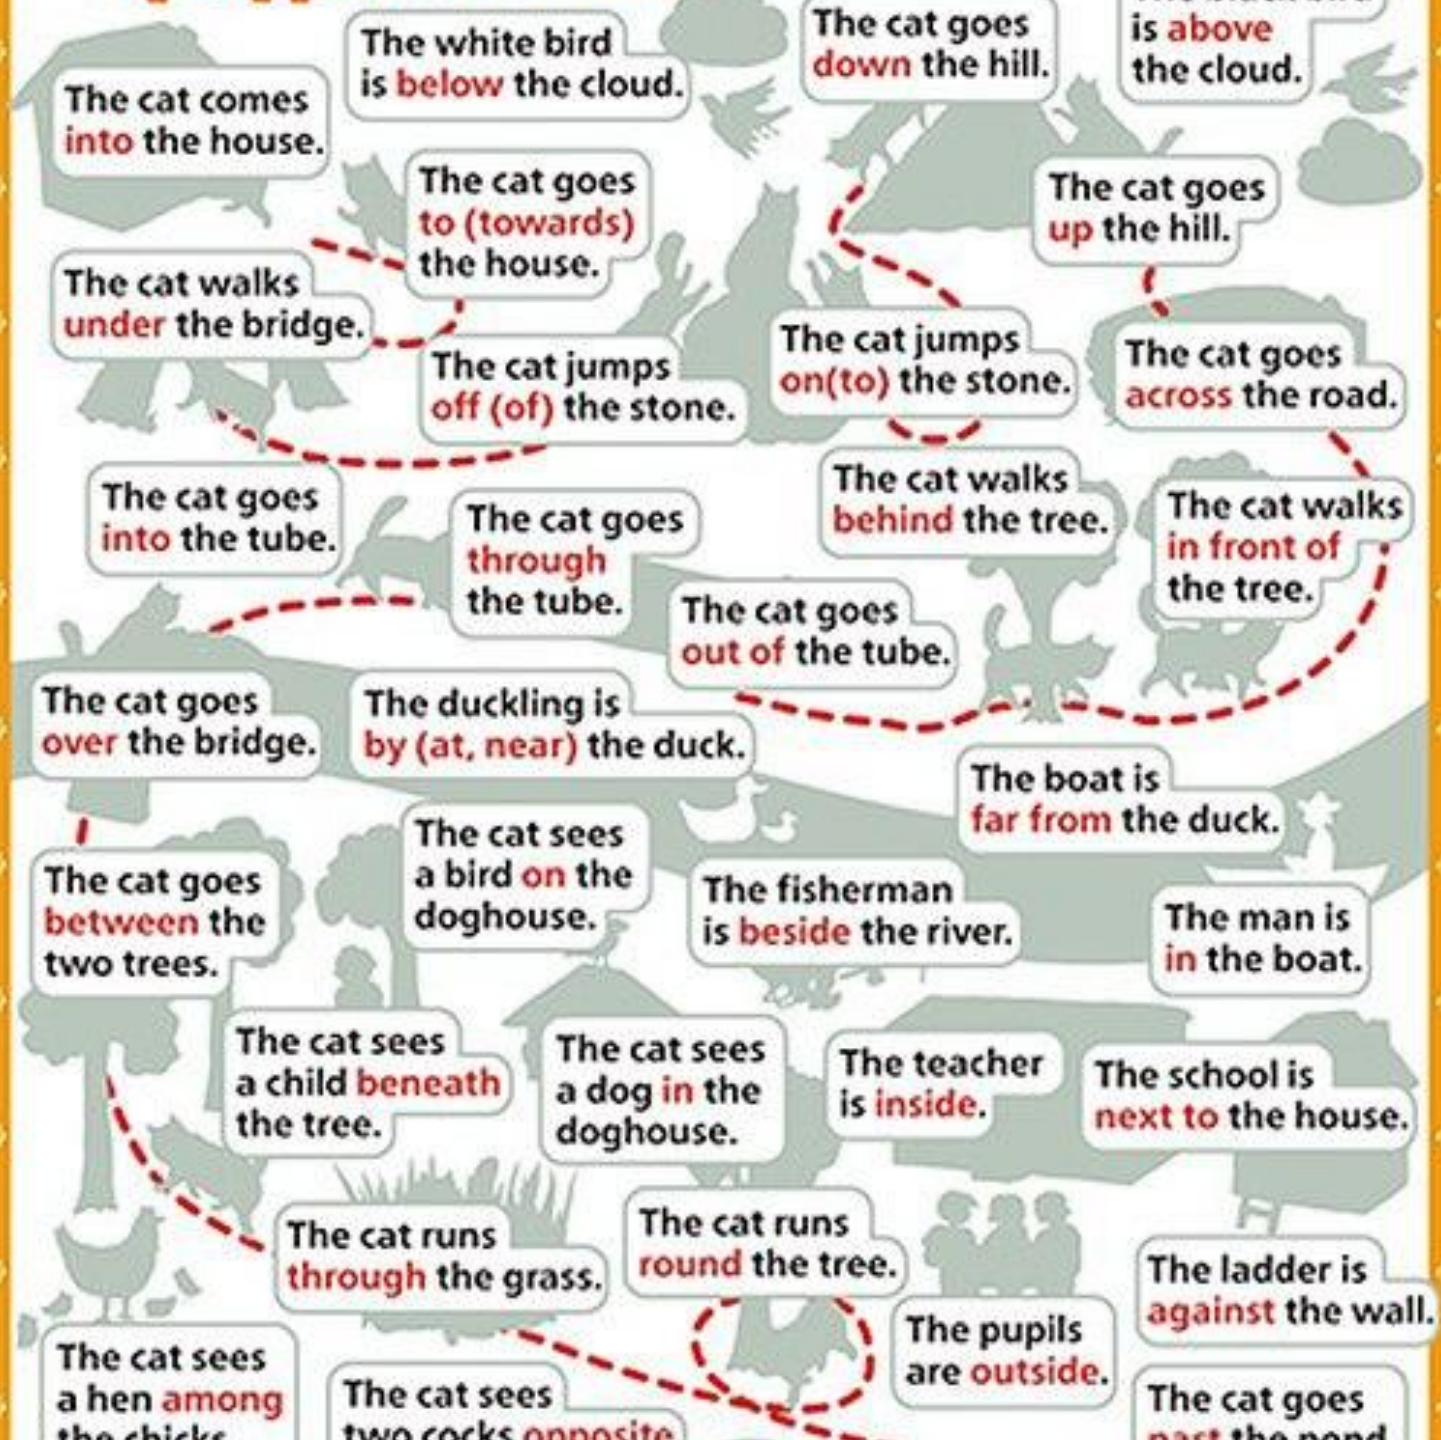 The white bird
is below the cloud.
The cat goes
down the hill.
is above
the cloud.
The cat comes
into the house.
The cat goes
to (towards)
the house.
The cat goes
up the hill.
The cat walks
under the bridge.
The cat jumps
off (of) the stone.
The cat jumps
on(to) the stone.
The cat goes
across the road.
The cat goes
into the tube.
The cat goes
through
the tube.
The cat walks
behind the tree.
The cat walks
in front of
the tree.
The cat goes
out of the tube.
The cat goes
over the bridge.
The duckling is
by (at, near) the duck.
The boat is
far from the duck.
The cat goes
between the
two trees.
The cat sees
a bird on the
doghouse.
The fisherman
is beside the river.
The man is
in the boat.
The cat sees
a child beneath
the tree.
The cat sees
a dog in the
doghouse.
The teacher
is inside.
The school is
next to the house.
The cat runs
through the grass.
The cat runs
round the tree.
The ladder is
against the wall.
The pupils
are outside.
The cat sees
a hen among
the chicks
The cat sees
two cocks opposite
The cat goes
past the pond